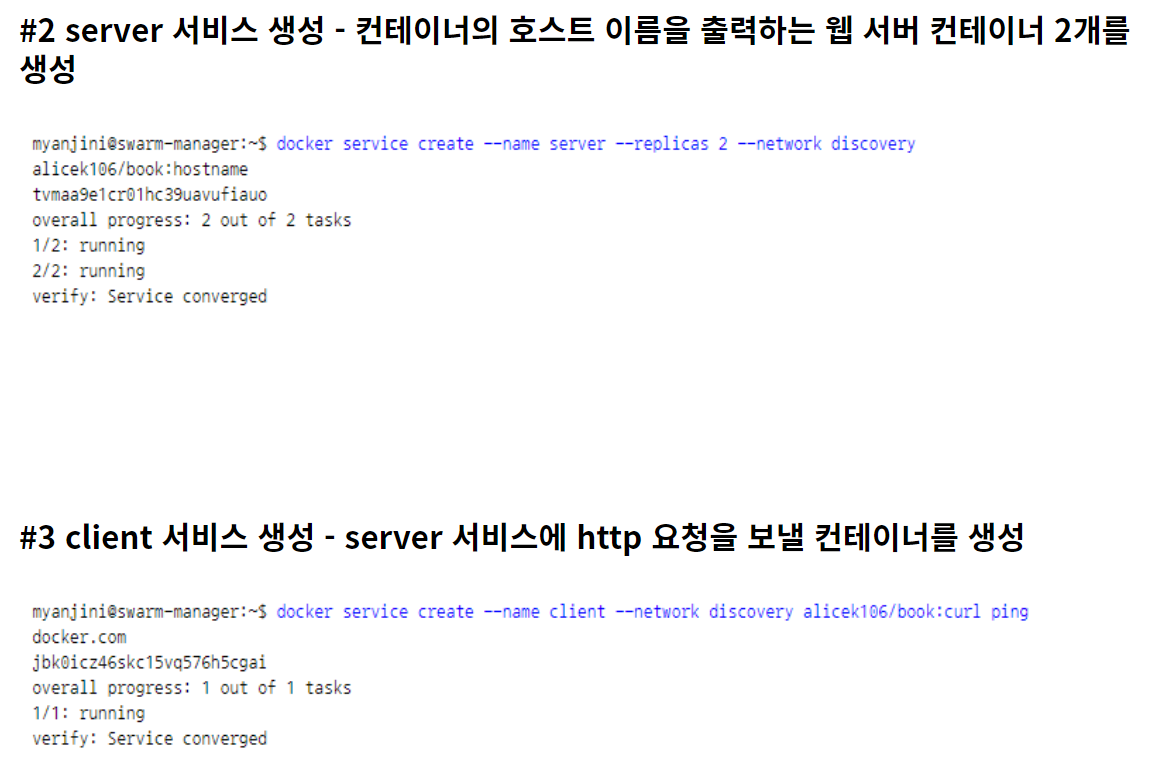 #2 server 서비스 생성 - 컨테이너의 호스트 이름을 출력하는 웹 서버 컨테이너 2개를
생성
myanjini@swarm-manager:~$ docker service create --name server --replicas 2 --network discovery
alicek106/book:hostname
tvmaa9e1cr01hc39uavufiauo
overall progress: 2 out of 2 tasks
1/2: running
2/2: running
verify: Service converged
#3 client 서비스 생성 - server 서비스에 http 요청을 보낼 컨테이너를 생성
myanjini@swarm-manager:~$ docker service create --name client --network discovery alicek106/book:curl ping
docker.com
jbk0icz46skc15vq576h5cgai
overall progress: 1 out of 1 tasks
1/1: running
verify: Service converged